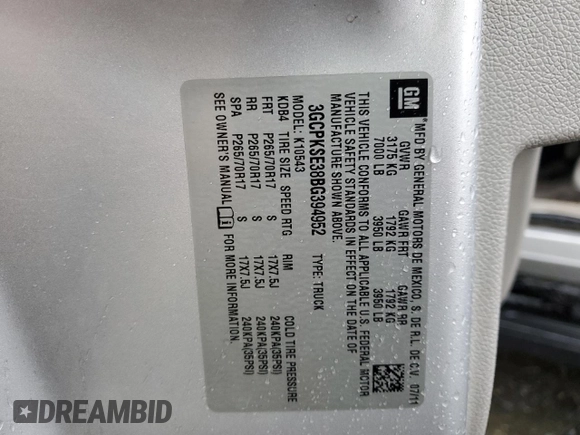 GM
MFD BY GENERAL MOTORS DE MEXICO, S. DE R.L. DE C.V. 07/11
GVWR GAWR FRT GAWR RR
3175 KG 1792 KG 1792 KG
7000 LB 3950 LB 3950 LB
THIS VEHICLE CONFORMS TO ALL APPLICABLE U.S. FEDERAL MOTOR
VEHICLE SAFETY STANDARDS IN EFFECT ON THE DATE OF
MANUFACTURE SHOWN ABOVE.
3GCPKSE38BG394952 TYPE: TRUCK
MODEL: K10543
KDB4 TIRE SIZE SPEED RTG RIM COLD TIRE PRESSURE
FRT P265/70R17 S 17X7.5J 240KPA(35PSI)
RR P265/70R17 S 17X7.5J 240KPA(35PSI)
SPA P265/70R17 S 17X7.5J 240KPA(35PSI)
SEE OWNER'S MANUAL FOR MORE INFORMATION.
DREAMBID